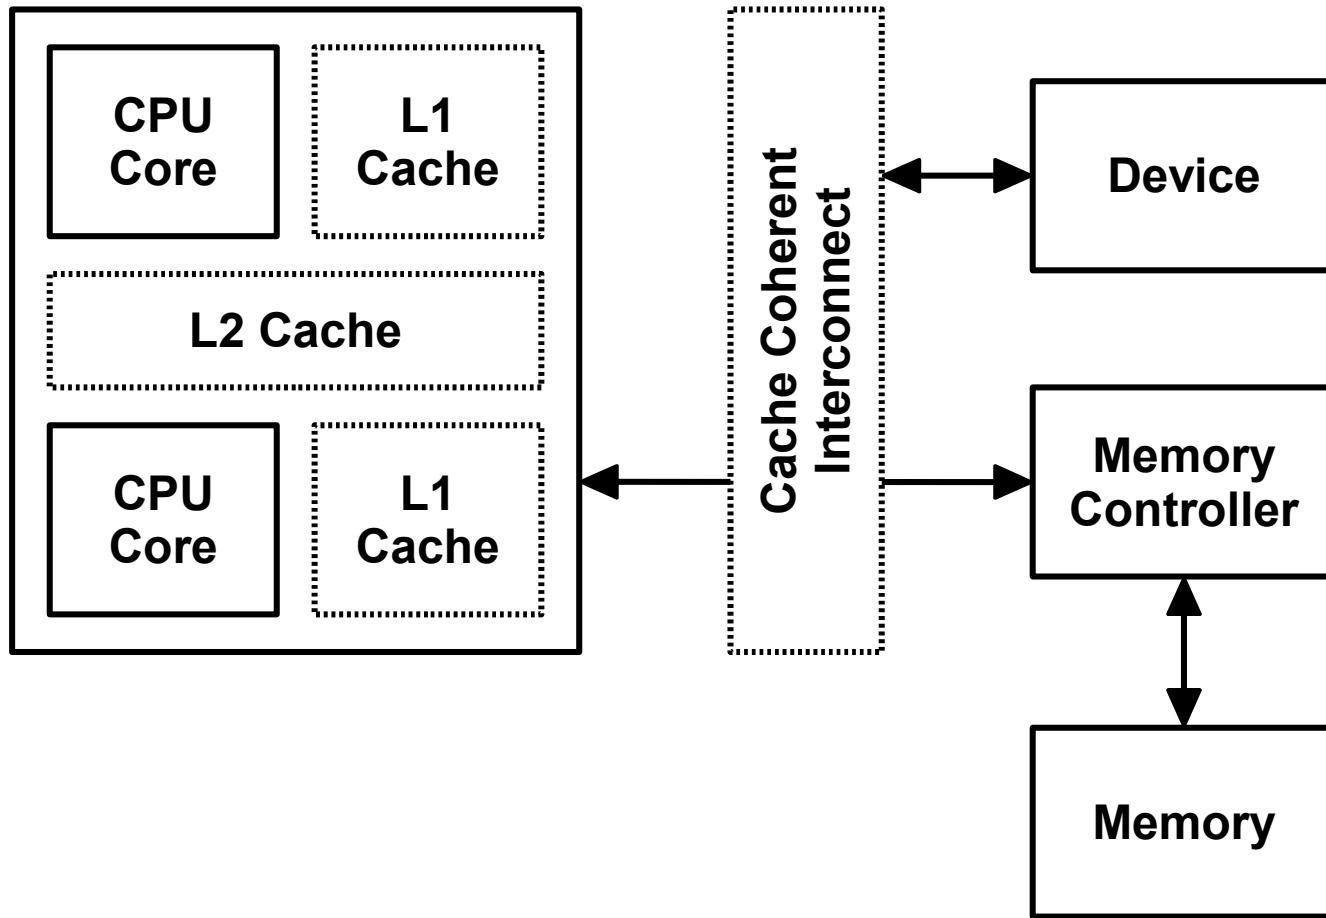 CPU
Core
L1
Cache
L2 Cache
CPU
Core
L1
Cache
Cache Coherent
Interconnect
Device
Memory
Controller
Memory